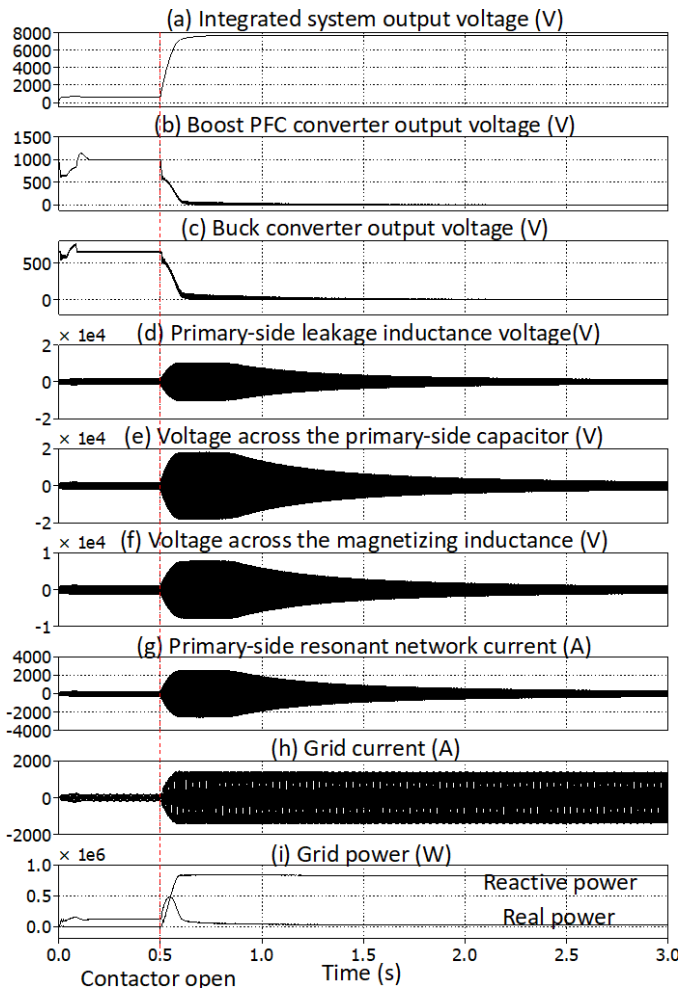 (a) Integrated system output voltage (V)
8000
6000
4000
2000
0
(b) Boost PFC converter output voltage (V)
1500
1000
500
0
(c) Buck converter output voltage (V)
500
0
× 1e4
(d) Primary-side leakage inductance voltage(V)
2
0
-2
× 1e4
(e) Voltage across the primary-side capacitor (V)
2
0
-2
× 1e4
(f) Voltage across the magnetizing inductance (V)
1
0
-1
(g) Primary-side resonant network current (A)
4000
2000
0
-2000
-4000
(h) Grid current (A)
2000
0
-2000
× 1e6
(i) Grid power (W)
1.0
0.5
0.0
Reactive power
Real power
0.0 0.5 1.0 1.5 2.0 2.5 3.0
Contactor open
Time (s)